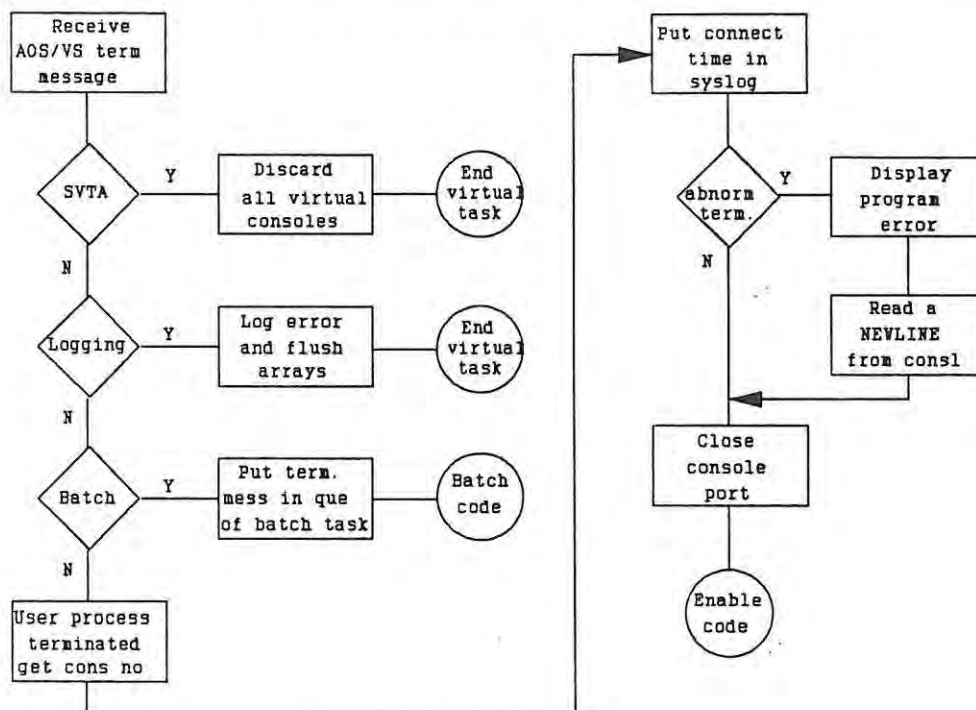 Receive
AOS/VS term
message
SVTA
Y
Discard
all virtual
consoles
End
virtual
task
N
Logging
Y
Log error
and flush
arrays
End
virtual
task
N
Batch
Y
Put term.
mess in que
of batch task
Batch
code
N
User process
terminated
get cons no
Put connect
time in
syslog
abnorm
term.
Y
Display
program
error
N
Read a
NEWLINE
from consl
Close
console
port
Enable
code